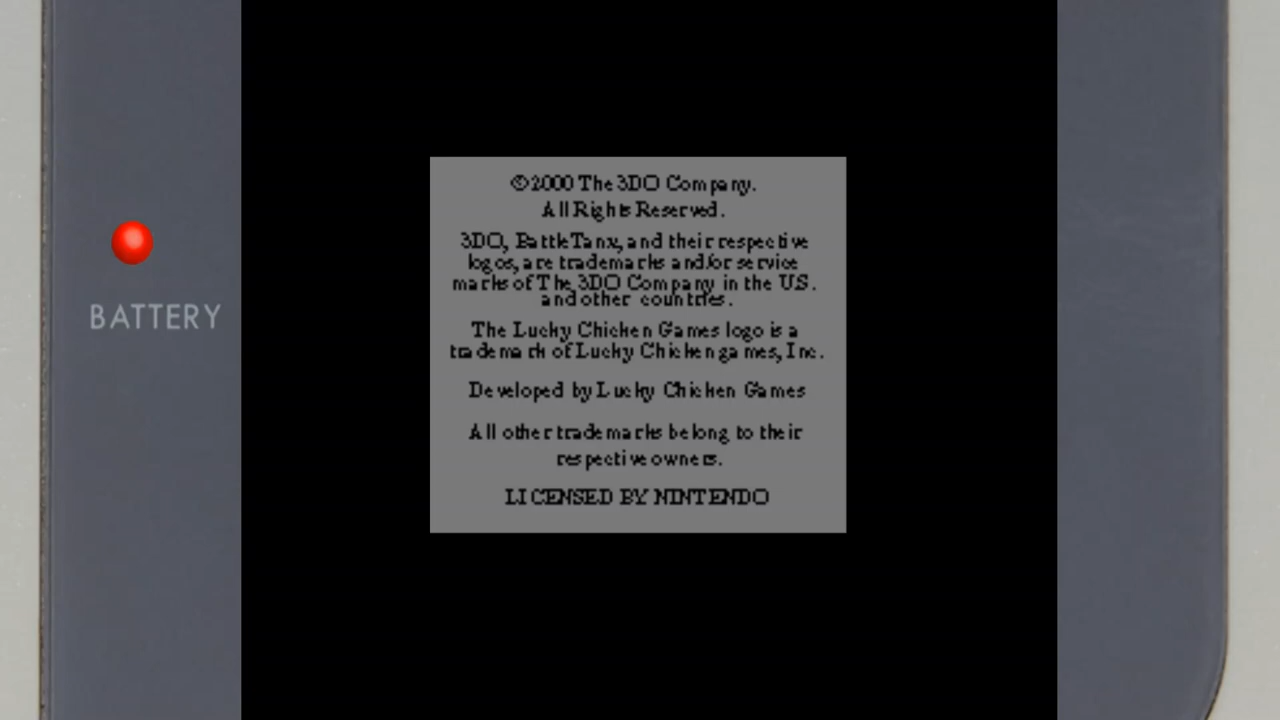 ©2000 The 3DO Company.
All Rights Reserved.
3DO, BattleTanx, and their respective
logos, are trademarks and/or service
marks of The 3DO Company in the U.S.
and other countries.
The Lucky Chicken Games logo is a
trademark of Lucky Chicken games, Inc.
Developed by Lucky Chicken Games
All other trademarks belong to their
respective owners.
LICENSED BY NINTENDO
BATTERY